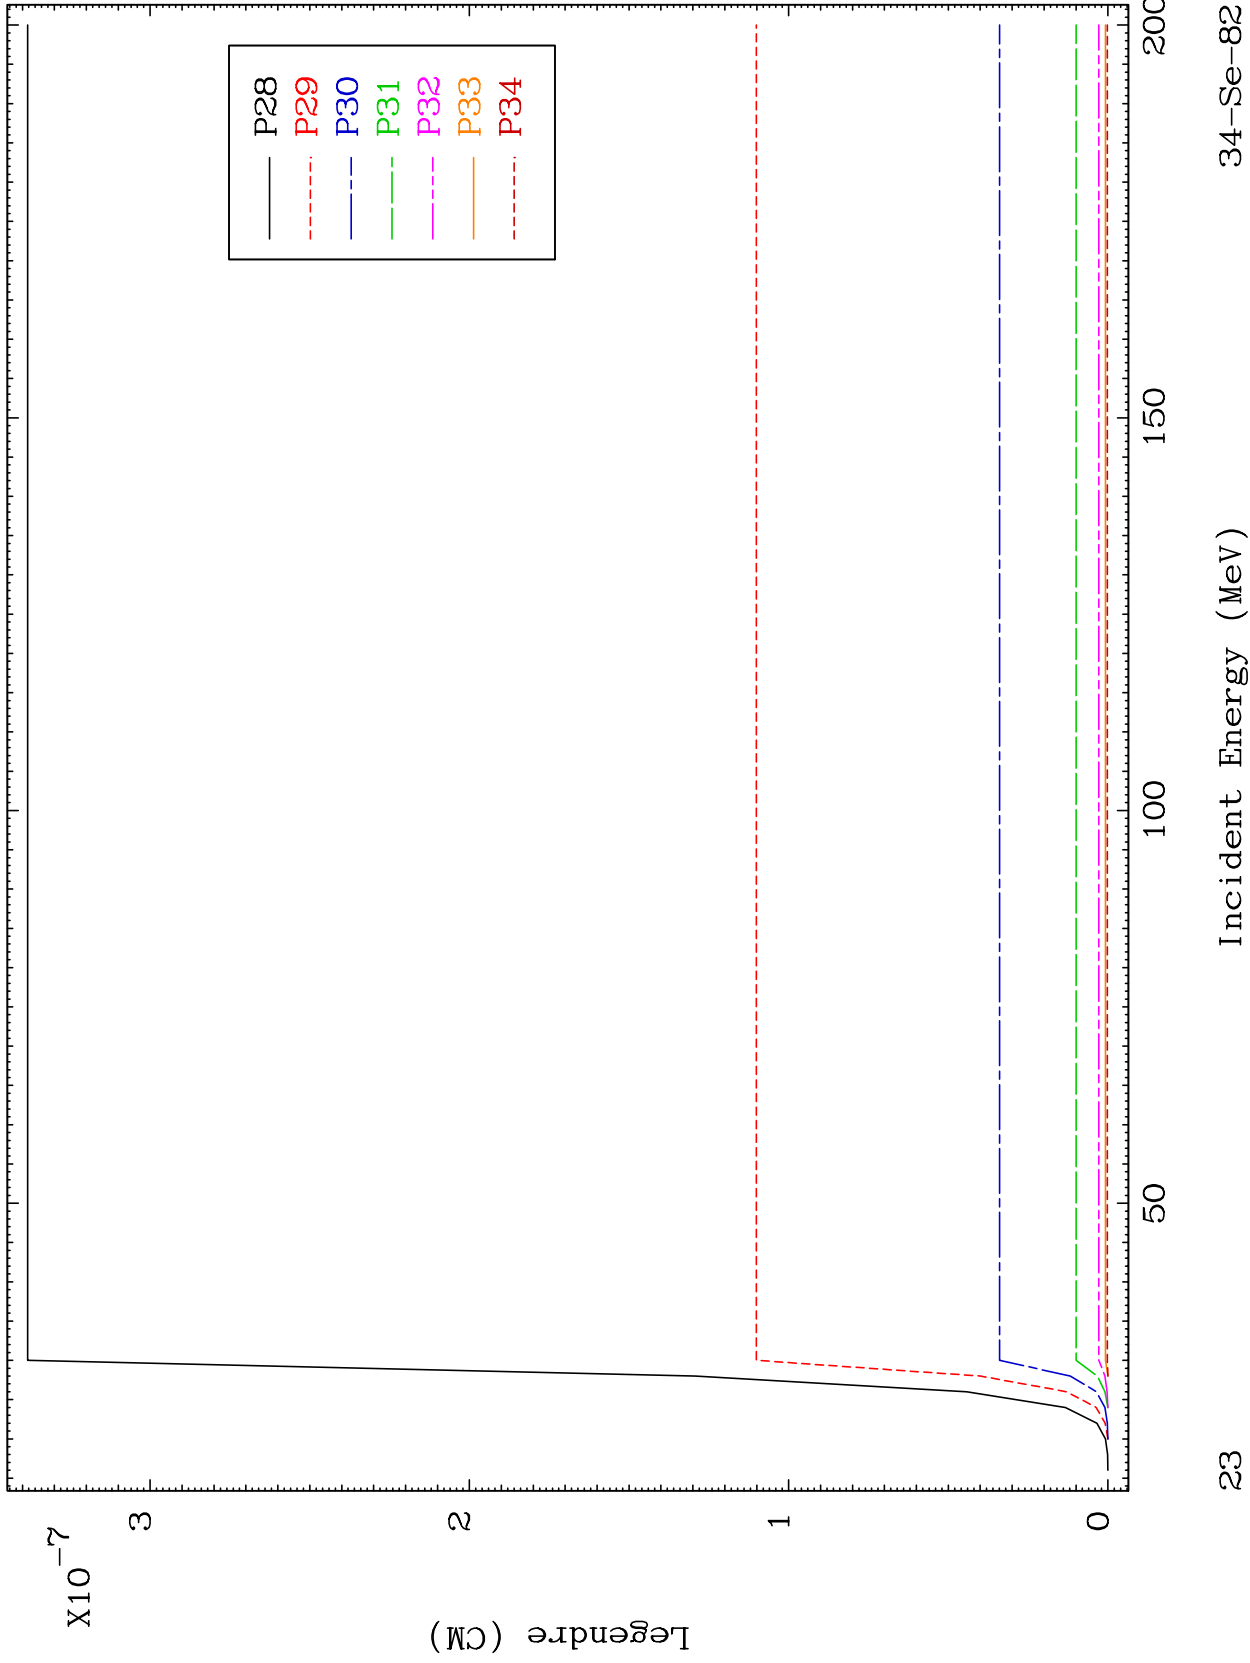 X10⁻⁷
Legendre (CM)
3
2
1
0
50
100
150
200
Incident Energy (MeV)
P28
P29
P30
P31
P32
P33
P34
23
34-Se-82